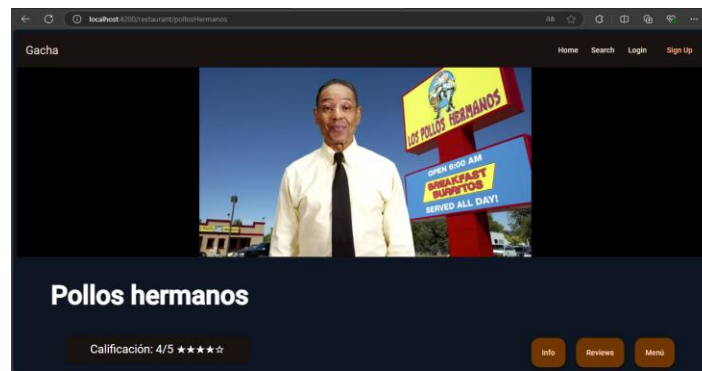 localhost:4200/restaurant/pollosHermanos
Gacha
Home Search Login Sign Up
LOS POLLOS HERMANOS
OPEN 6:00 AM
BREAKFAST
BURRITOS
SERVED ALL DAY!
Pollos hermanos
Calificación: 4/5 ★★★★☆
Info Reviews Menú